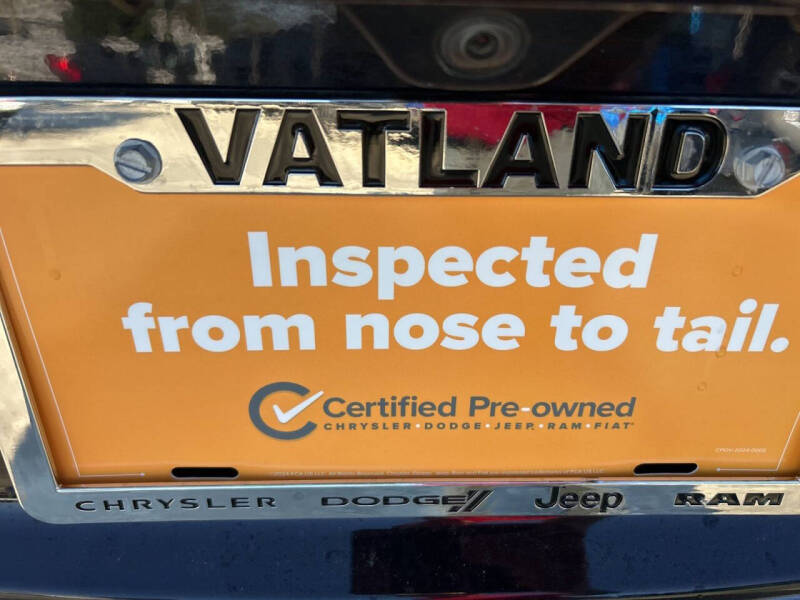 VATLAND
Inspected
from nose to tail.
Certified Pre-owned
CHRYSLER • DODGE • JEEP • RAM • FIAT
CHRYSLER DODGE Jeep RAM